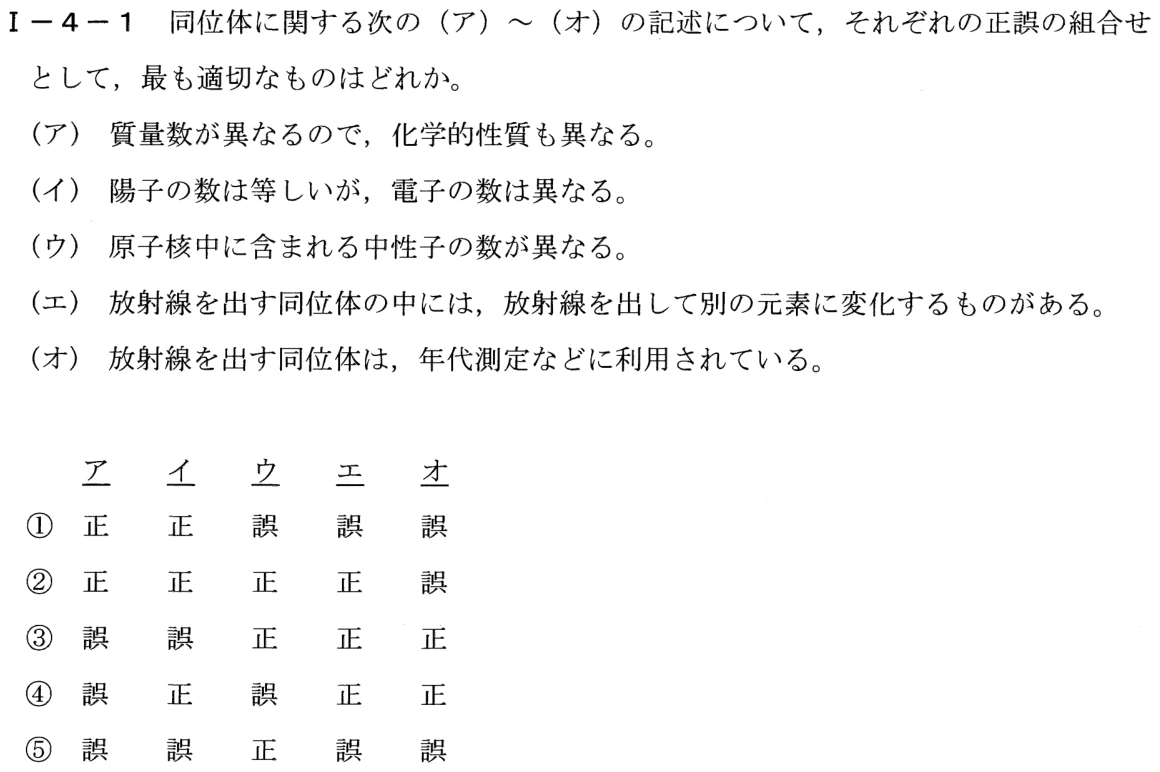 Ⅰ－４－１　同位体に関する次の（ア）～（オ）の記述について，それぞれの正誤の組合せ
として，最も適切なものはどれか。
（ア）　質量数が異なるので，化学的性質も異なる。
（イ）　陽子の数は等しいが，電子の数は異なる。
（ウ）　原子核中に含まれる中性子の数が異なる。
（エ）　放射線を出す同位体の中には，放射線を出して別の元素に変化するものがある。
（オ）　放射線を出す同位体は，年代測定などに利用されている。
ア　イ　ウ　エ　オ
①　正　正　誤　誤　誤
②　正　正　正　正　誤
③　誤　誤　正　正　正
④　誤　正　誤　正　正
⑤　誤　誤　正　誤　誤